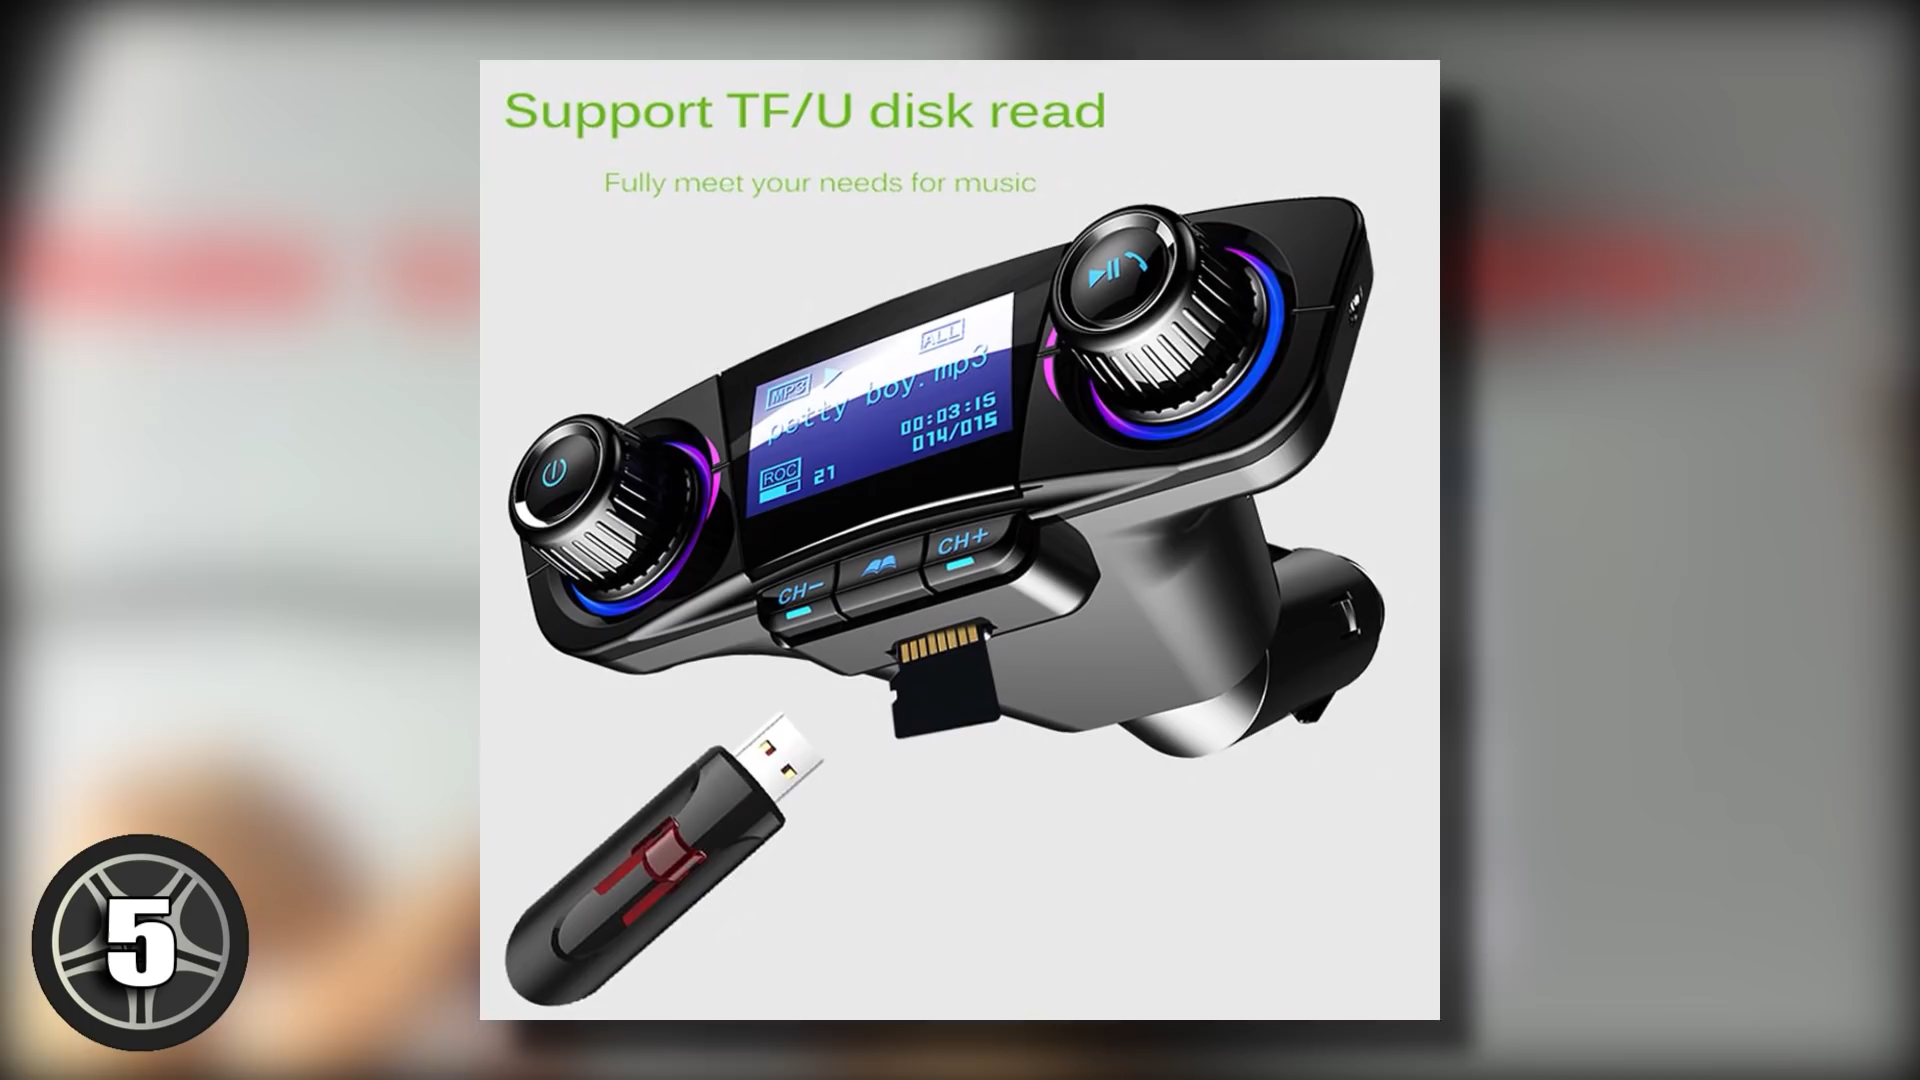 Support TF/U disk read
Fully meet your needs for music
ALL
MP3
petty boy.mp3
00:03:15
014/015
ROC
21
CH-
CH+
5